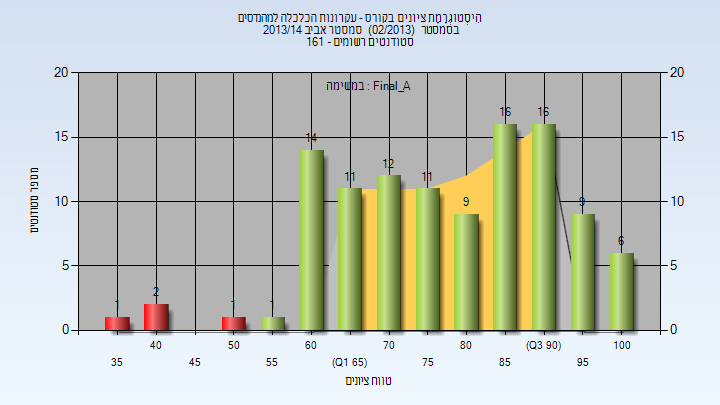 היסטוגרמת ציונים בקורס - עקרונות הכלכלה למהנדסים
בסמסטר (02/2013) סמסטר אביב 2013/14
סטודנטים רשומים - 161
במשימה : Final_A
מספר סטודנטים
20 15 10 5 0
20 15 10 5 0
1 2 1 1 14 11 12 11 9 16 16 9 6
40 50 60 70 80 (Q3 90) 100
35 45 55 (Q1 65) 75 85 95
טווח ציונים